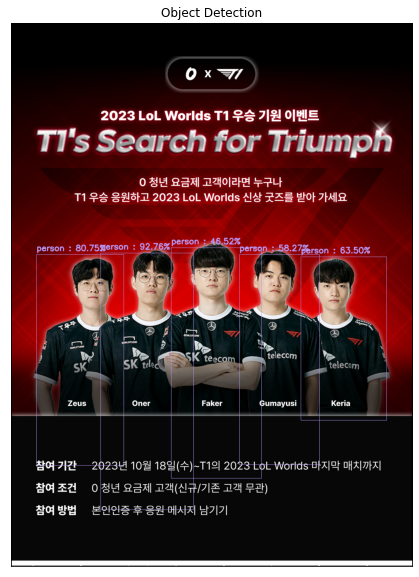 Object Detection
0 x T1
2023 LoL Worlds T1 우승 기원 이벤트
T1's Search for Triumph
0 청년 요금제 고객이라면 누구나
T1 우승 응원하고 2023 LoL Worlds 신상 굿즈를 받아 가세요
person : 80.75%
person : 92.76%
person : 46.52%
person : 58.27%
person : 63.50%
SK telecom
SK telecom
telecom
Zeus Oner Faker Gumayusi Keria
참여 기간 2023년 10월 18일(수)~T1의 2023 LoL Worlds 마지막 매치까지
참여 조건 0 청년 요금제 고객(신규/기존 고객 무관)
참여 방법 본인인증 후 응원 메시지 남기기